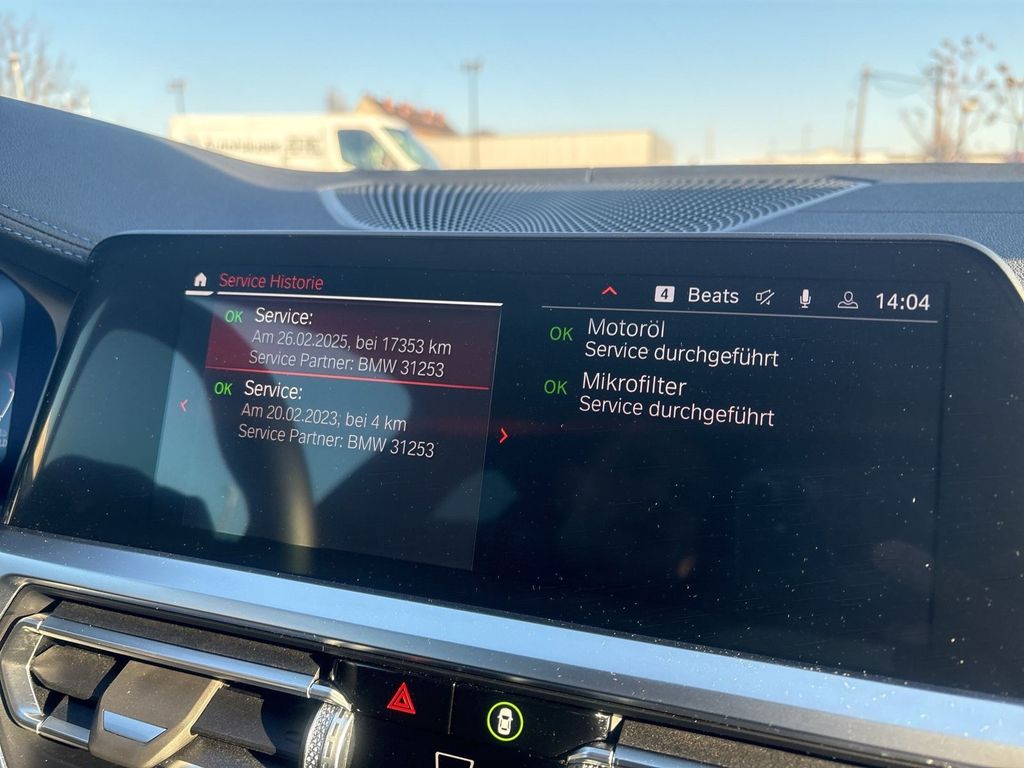 Service Historie
OK Service:
Am 26.02.2025, bei 17353 km
Service Partner: BMW 31253
OK Service:
Am 20.02.2023, bei 4 km
Service Partner: BMW 31253
4 Beats 14:04
OK Motoröl
Service durchgeführt
OK Mikrofilter
Service durchgeführt